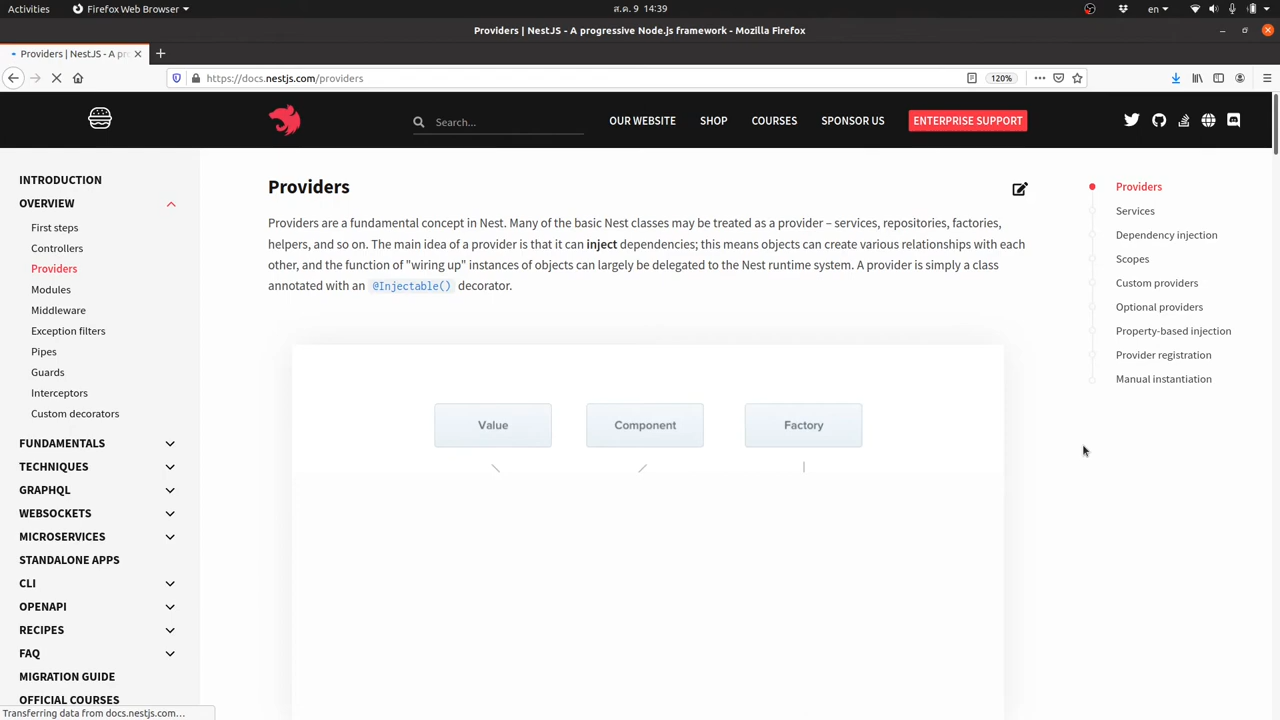 Activities
Firefox Web Browser
ส.ค. 9 14:39
en
Providers | NestJS - A progressive Node.js framework - Mozilla Firefox
Providers | NestJS - A pr
https://docs.nestjs.com/providers
120%
Search...
OUR WEBSITE
SHOP
COURSES
SPONSOR US
ENTERPRISE SUPPORT
INTRODUCTION
OVERVIEW
First steps
Controllers
Providers
Modules
Middleware
Exception filters
Pipes
Guards
Interceptors
Custom decorators
FUNDAMENTALS
TECHNIQUES
GRAPHQL
WEBSOCKETS
MICROSERVICES
STANDALONE APPS
CLI
OPENAPI
RECIPES
FAQ
MIGRATION GUIDE
OFFICIAL COURSES
Transferring data from docs.nestjs.com...
Providers
Providers are a fundamental concept in Nest. Many of the basic Nest classes may be treated as a provider – services, repositories, factories,
helpers, and so on. The main idea of a provider is that it can inject dependencies; this means objects can create various relationships with each
other, and the function of "wiring up" instances of objects can largely be delegated to the Nest runtime system. A provider is simply a class
annotated with an @Injectable() decorator.
Value
Component
Factory
Providers
Services
Dependency injection
Scopes
Custom providers
Optional providers
Property-based injection
Provider registration
Manual instantiation